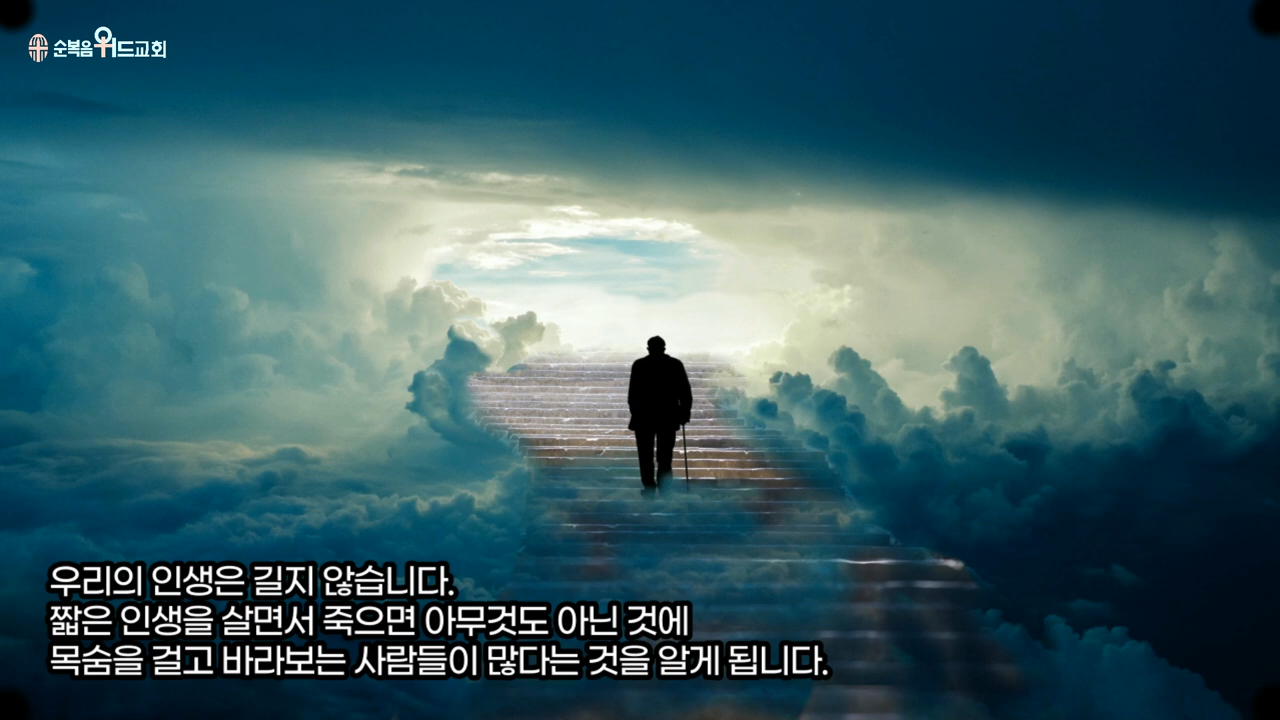 순복음워드교회
우리의 인생은 길지 않습니다.
짧은 인생을 살면서 죽으면 아무것도 아닌 것에
목숨을 걸고 바라보는 사람들이 많다는 것을 알게 됩니다.